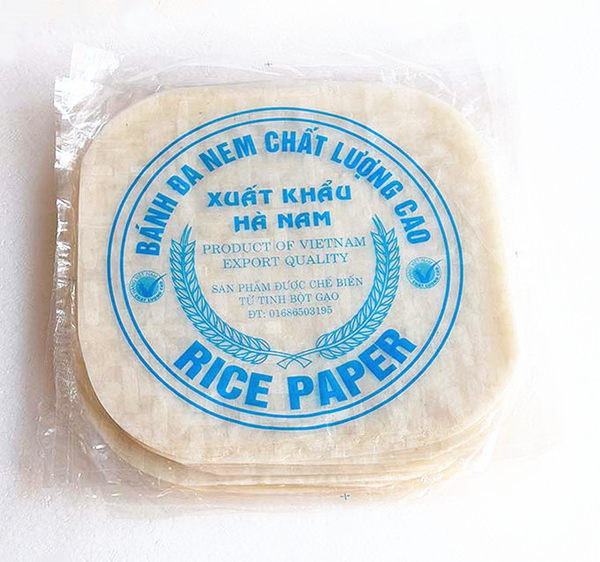 BÁNH ĐA NEM CHẤT LƯỢNG CAO
XUẤT KHẨU
HÀ NAM
PRODUCT OF VIETNAM
EXPORT QUALITY
SẢN PHẨM ĐƯỢC CHẾ BIẾN
TỪ TINH BỘT GẠO
ĐT: 01686503195
RICE PAPER